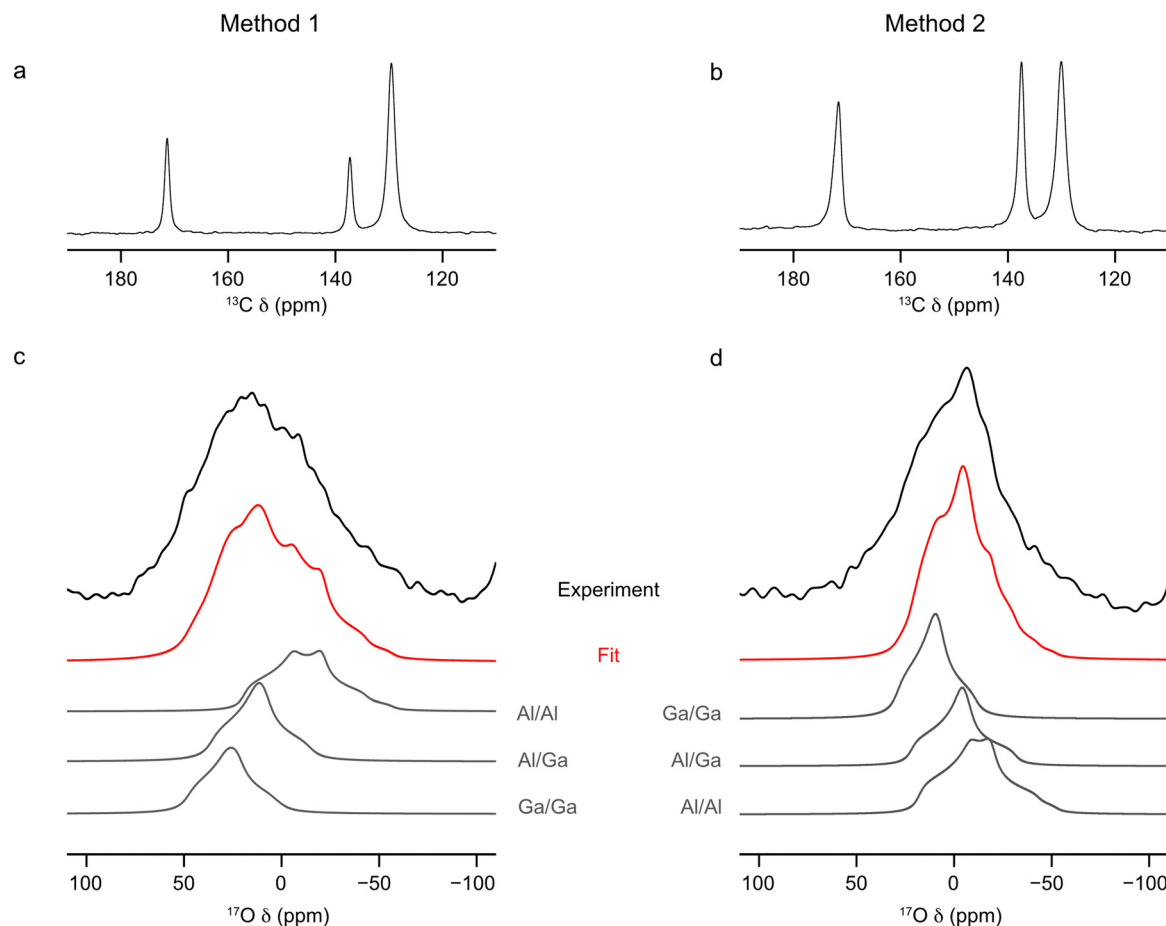 Method 1
Method 2
a
b
180 160 140 120
¹³C δ (ppm)
180 160 140 120
¹³C δ (ppm)
c
d
Experiment
Fit
Al/Al
Al/Ga
Ga/Ga
Ga/Ga
Al/Ga
Al/Al
100 50 0 −50 −100
¹⁷O δ (ppm)
100 50 0 −50 −100
¹⁷O δ (ppm)